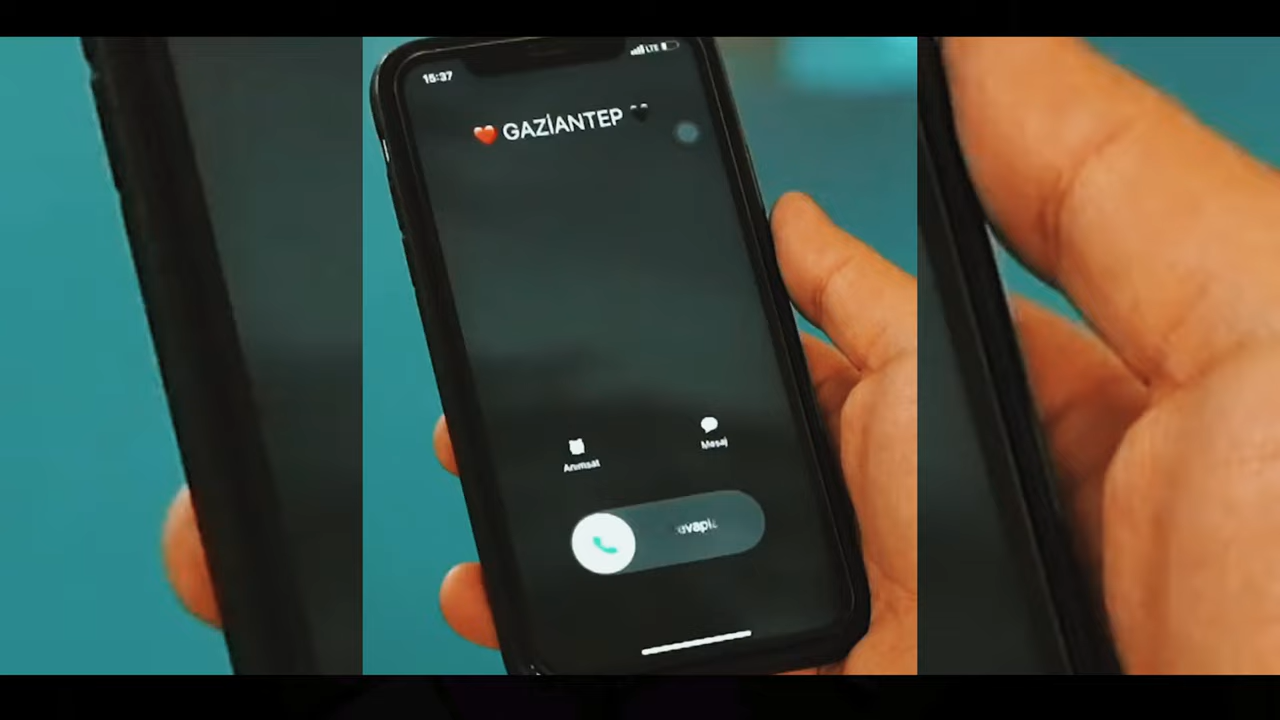 15:37 LTE
❤️ GAZİANTEP 🖤
Anımsat Mesaj